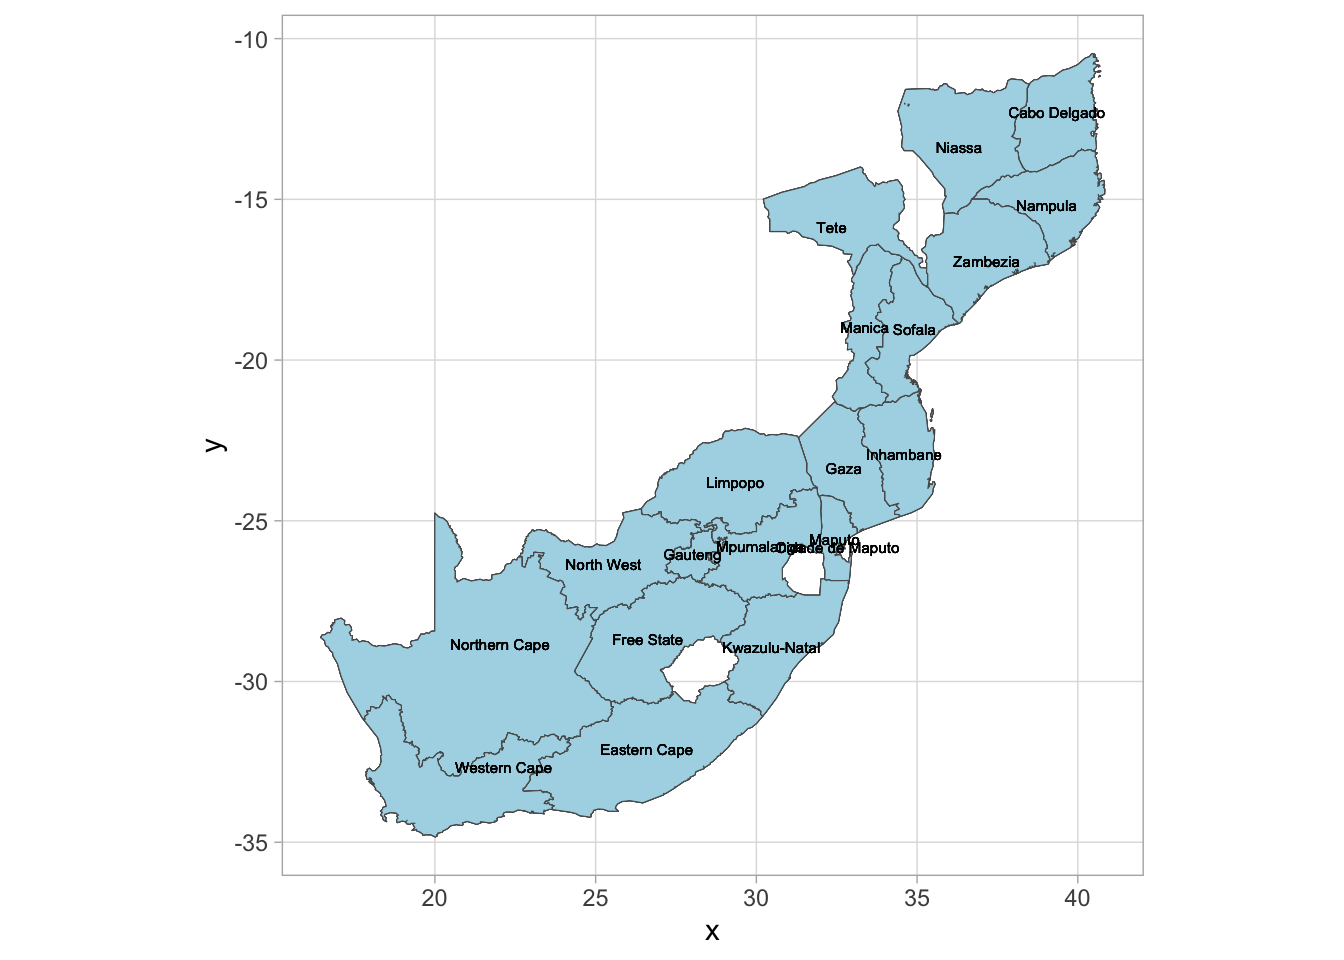 -10
Cabo Delgado
Niassa
-15
Nampula
Tete
Zambezia
Manica
Sofala
-20
y
Inhambane
Gaza
Limpopo
-25
Maputo
Mpumalanga
Cidade de Maputo
Gauteng
North West
Free State
Northern Cape
Kwazulu-Natal
-30
Eastern Cape
Western Cape
-35
20 25 30 35 40
x